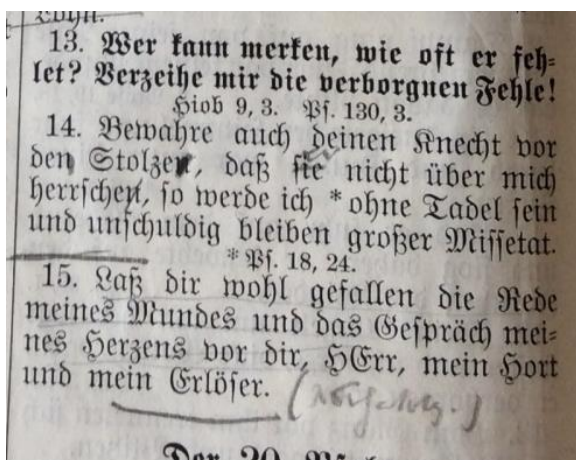 Lohn.
13. Wer kann merken, wie oft er feh=
let? Verzeihe mir die verborgnen Fehle!
Hiob 9, 3. Ps. 130, 3.
14. Bewahre auch deinen Knecht vor
den Stolzen, daß sie nicht über mich
herrschen, so werde ich * ohne Tadel sein
und unschuldig bleiben großer Missetat.
* Ps. 18, 24.
15. Laß dir wohl gefallen die Rede
meines Mundes und das Gespräch mei=
nes Herzens vor dir, HErr, mein Hort
und mein Erlöser.
Der 20.